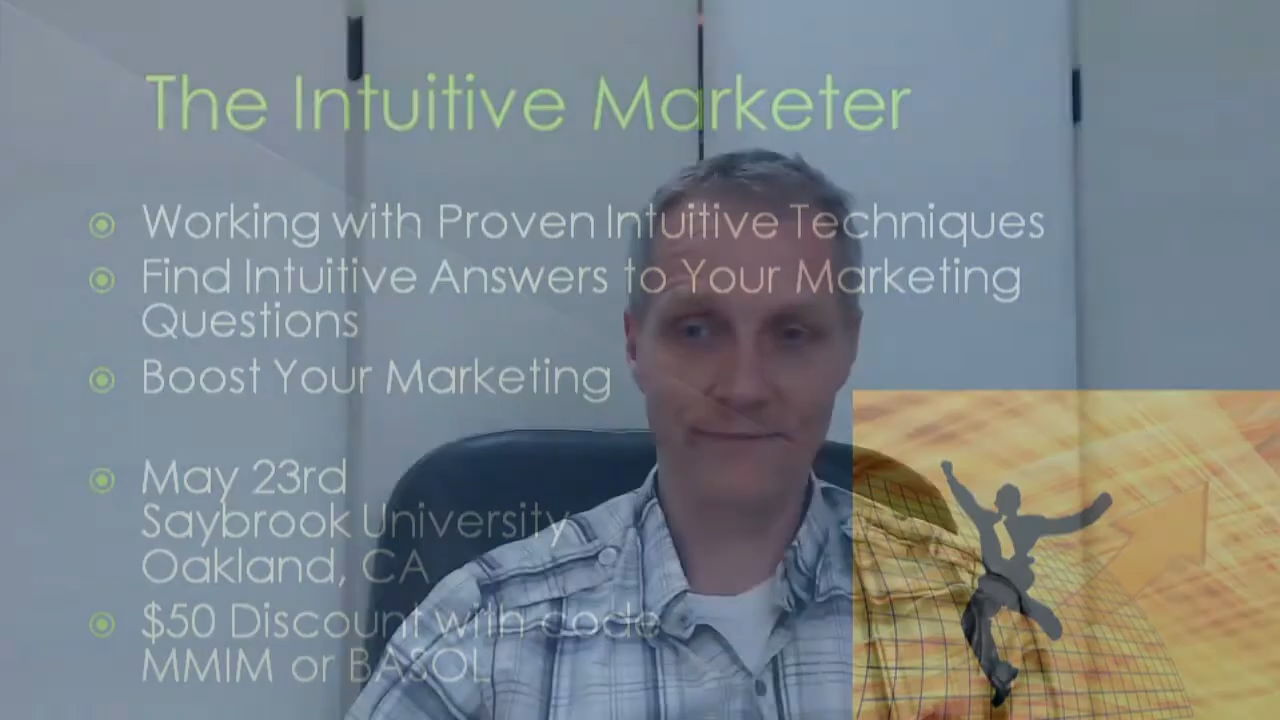 The Intuitive Marketer
Working with Proven Intuitive Techniques
Find Intuitive Answers to Your Marketing
Questions
Boost Your Marketing
May 23rd
Saybrook University
Oakland, CA
$50 Discount with code
MMIM or BASOL